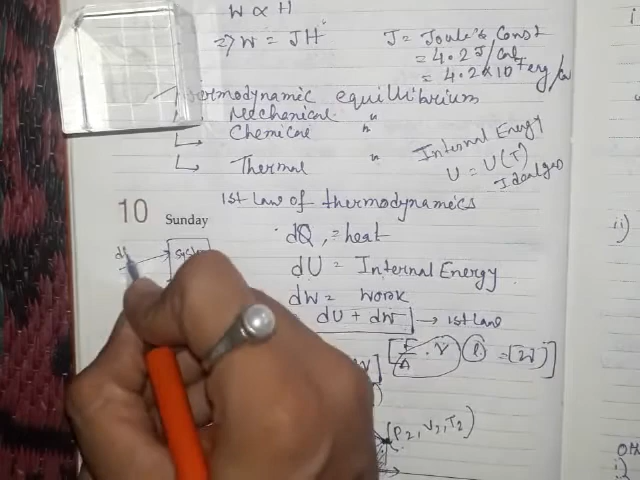 W ∝ H
⇒ W = JH
J = Joule's Const
= 4.2 J/Cal
= 4.2 × 10⁷ erg/
Thermodynamic equillibrium
Mechanical "
Chemical "
Thermal "
Internal Energy
U = U(T)
Ideal gas
1st Law of thermodynamics
10 Sunday
dQ = heat
dU = Internal Energy
dW = Work
dU + dW → 1st Law
[F/A . V] = [W]
(P₂, V₂, T₂)
ii)
i)